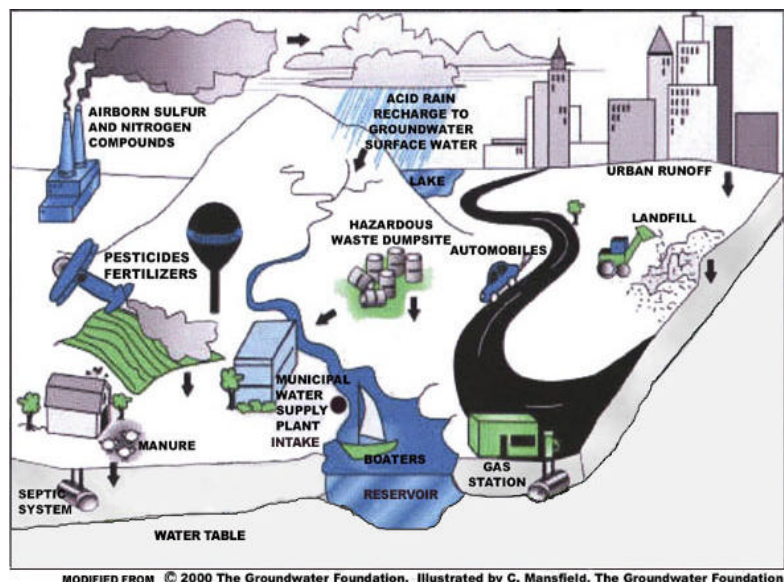 AIRBORN SULFUR
AND NITROGEN
COMPOUNDS
ACID RAIN
RECHARGE TO
GROUNDWATER
SURFACE WATER
LAKE
URBAN RUNOFF
LANDFILL
HAZARDOUS
WASTE DUMPSITE
AUTOMOBILES
PESTICIDES
FERTILIZERS
MUNICIPAL
WATER
SUPPLY
PLANT
INTAKE
MANURE
BOATERS
GAS
STATION
SEPTIC
SYSTEM
RESERVOIR
WATER TABLE
MODIFIED FROM © 2000 The Groundwater Foundation. Illustrated by C. Mansfield, The Groundwater Foundation